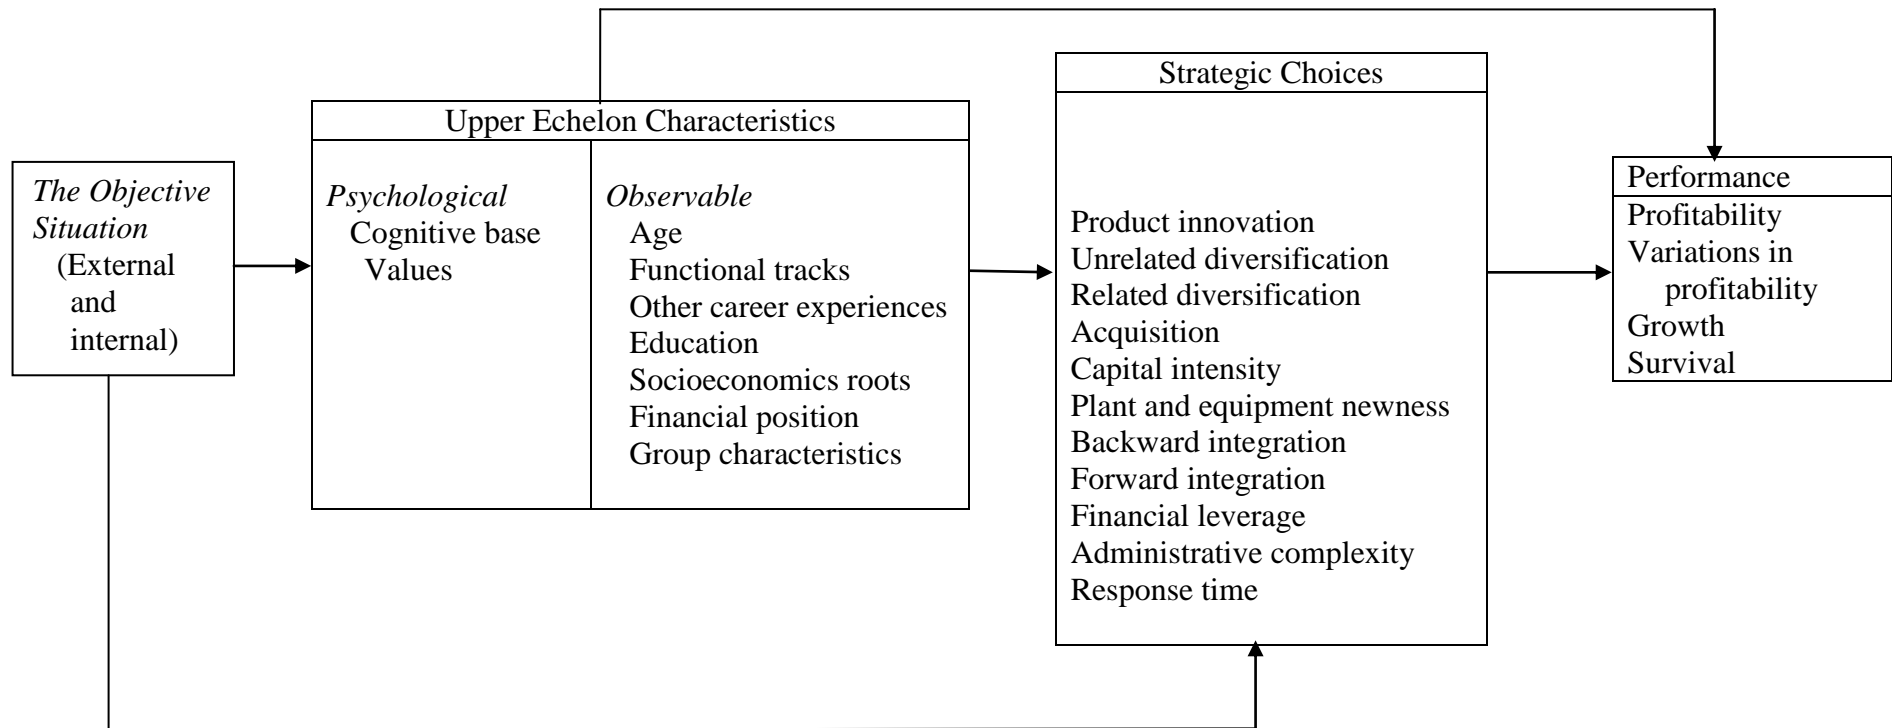 The Objective
Situation
(External
and
internal)
Upper Echelon Characteristics
Psychological
Cognitive base
Values
Observable
Age
Functional tracks
Other career experiences
Education
Socioeconomics roots
Financial position
Group characteristics
Strategic Choices
Product innovation
Unrelated diversification
Related diversification
Acquisition
Capital intensity
Plant and equipment newness
Backward integration
Forward integration
Financial leverage
Administrative complexity
Response time
Performance
Profitability
Variations in
profitability
Growth
Survival